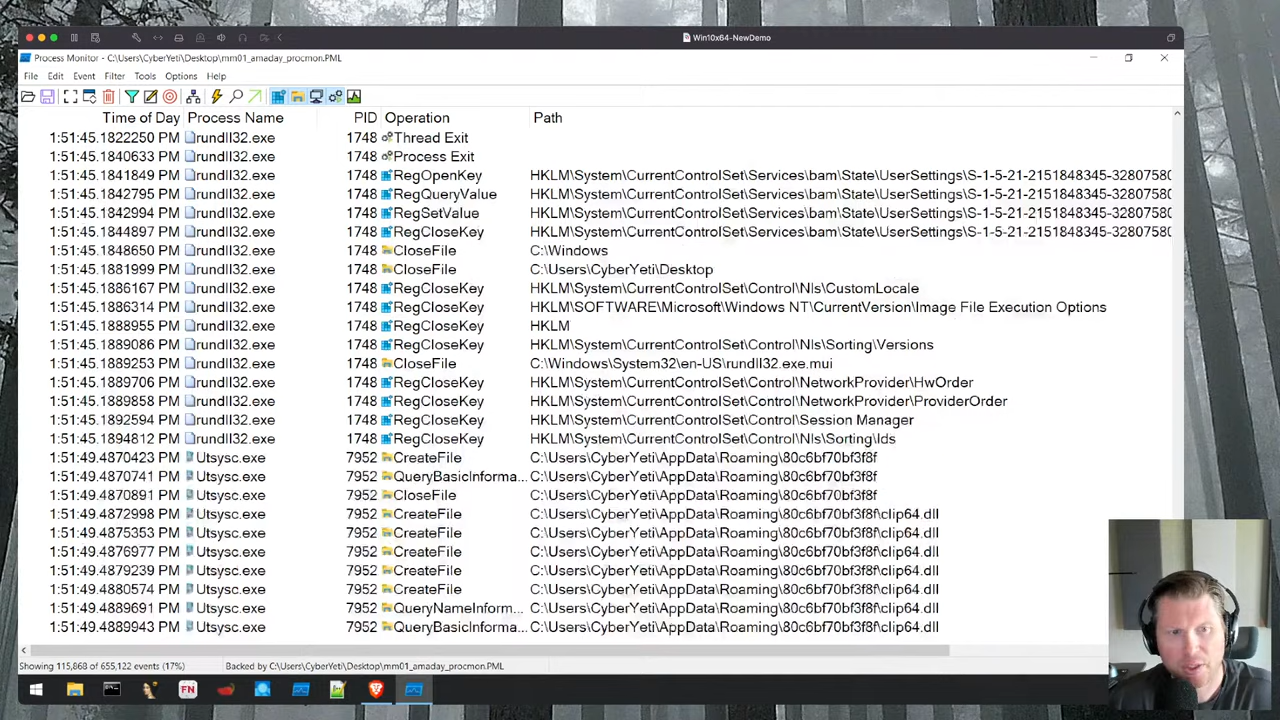 Win10x64-NewDemo
Process Monitor - C:\Users\CyberYeti\Desktop\mm01_amaday_procmon.PML
File Edit Event Filter Tools Options Help
Time of Day Process Name PID Operation Path
1:51:45.1822250 PM rundll32.exe 1748 Thread Exit
1:51:45.1840633 PM rundll32.exe 1748 Process Exit
1:51:45.1841849 PM rundll32.exe 1748 RegOpenKey HKLM\System\CurrentControlSet\Services\bam\State\UserSettings\S-1-5-21-2151848345-32807580
1:51:45.1842795 PM rundll32.exe 1748 RegQueryValue HKLM\System\CurrentControlSet\Services\bam\State\UserSettings\S-1-5-21-2151848345-32807580
1:51:45.1842994 PM rundll32.exe 1748 RegSetValue HKLM\System\CurrentControlSet\Services\bam\State\UserSettings\S-1-5-21-2151848345-32807580
1:51:45.1844897 PM rundll32.exe 1748 RegCloseKey HKLM\System\CurrentControlSet\Services\bam\State\UserSettings\S-1-5-21-2151848345-32807580
1:51:45.1848650 PM rundll32.exe 1748 CloseFile C:\Windows
1:51:45.1881999 PM rundll32.exe 1748 CloseFile C:\Users\CyberYeti\Desktop
1:51:45.1886167 PM rundll32.exe 1748 RegCloseKey HKLM\System\CurrentControlSet\Control\Nls\CustomLocale
1:51:45.1886314 PM rundll32.exe 1748 RegCloseKey HKLM\SOFTWARE\Microsoft\Windows NT\CurrentVersion\Image File Execution Options
1:51:45.1888955 PM rundll32.exe 1748 RegCloseKey HKLM
1:51:45.1889086 PM rundll32.exe 1748 RegCloseKey HKLM\System\CurrentControlSet\Control\Nls\Sorting\Versions
1:51:45.1889253 PM rundll32.exe 1748 CloseFile C:\Windows\System32\en-US\rundll32.exe.mui
1:51:45.1889706 PM rundll32.exe 1748 RegCloseKey HKLM\System\CurrentControlSet\Control\NetworkProvider\HwOrder
1:51:45.1889858 PM rundll32.exe 1748 RegCloseKey HKLM\System\CurrentControlSet\Control\NetworkProvider\ProviderOrder
1:51:45.1892594 PM rundll32.exe 1748 RegCloseKey HKLM\System\CurrentControlSet\Control\Session Manager
1:51:45.1894812 PM rundll32.exe 1748 RegCloseKey HKLM\System\CurrentControlSet\Control\Nls\Sorting\Ids
1:51:49.4870423 PM Utsysc.exe 7952 CreateFile C:\Users\CyberYeti\AppData\Roaming\80c6bf70bf3f8f
1:51:49.4870741 PM Utsysc.exe 7952 QueryBasicInforma... C:\Users\CyberYeti\AppData\Roaming\80c6bf70bf3f8f
1:51:49.4870891 PM Utsysc.exe 7952 CloseFile C:\Users\CyberYeti\AppData\Roaming\80c6bf70bf3f8f
1:51:49.4872998 PM Utsysc.exe 7952 CreateFile C:\Users\CyberYeti\AppData\Roaming\80c6bf70bf3f8f\clip64.dll
1:51:49.4875353 PM Utsysc.exe 7952 CreateFile C:\Users\CyberYeti\AppData\Roaming\80c6bf70bf3f8f\clip64.dll
1:51:49.4876977 PM Utsysc.exe 7952 CreateFile C:\Users\CyberYeti\AppData\Roaming\80c6bf70bf3f8f\clip64.dll
1:51:49.4879239 PM Utsysc.exe 7952 CreateFile C:\Users\CyberYeti\AppData\Roaming\80c6bf70bf3f8f\clip64.dll
1:51:49.4880574 PM Utsysc.exe 7952 CreateFile C:\Users\CyberYeti\AppData\Roaming\80c6bf70bf3f8f\clip64.dll
1:51:49.4889691 PM Utsysc.exe 7952 QueryNameInform... C:\Users\CyberYeti\AppData\Roaming\80c6bf70bf3f8f\clip64.dll
1:51:49.4889943 PM Utsysc.exe 7952 QueryBasicInforma... C:\Users\CyberYeti\AppData\Roaming\80c6bf70bf3f8f\clip64.dll
Showing 115,868 of 655,122 events (17%) Backed by C:\Users\CyberYeti\Desktop\mm01_amaday_procmon.PML
FN